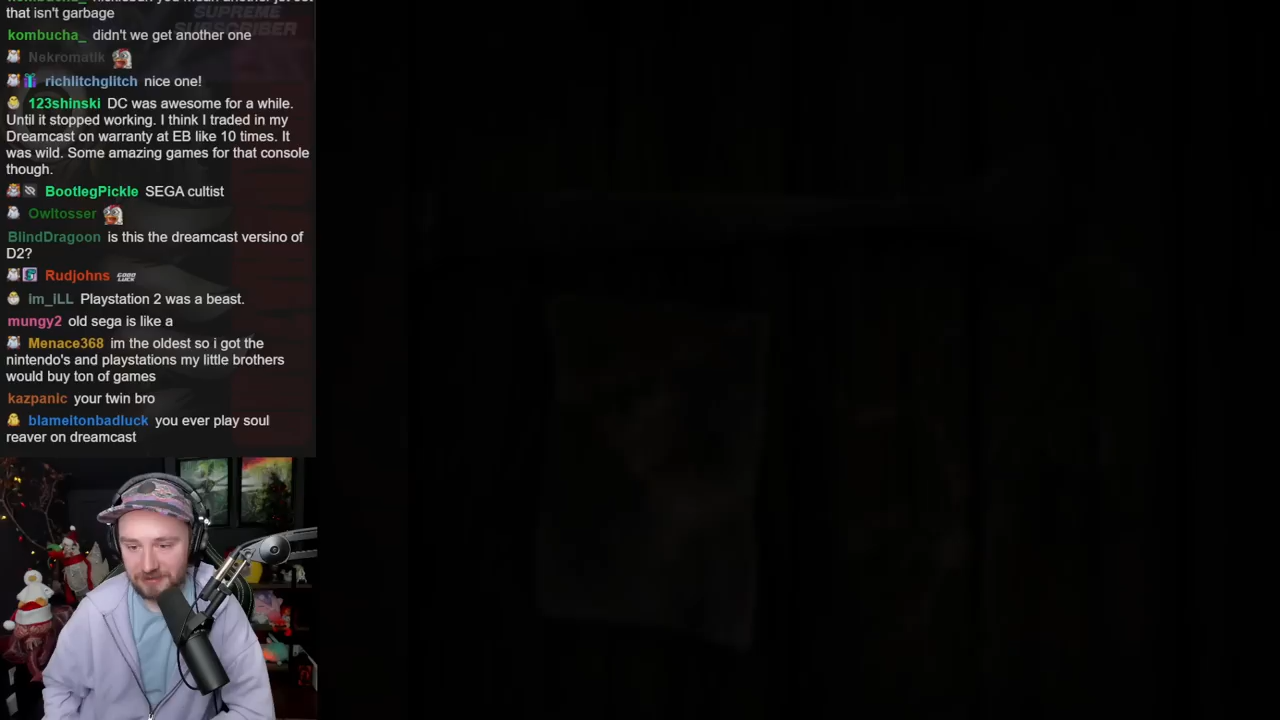 that isn't garbage
SUPREME
SUBSCRIBER
kombucha_ didn't we get another one
Nekromatik
richlitchglitch nice one!
123shinski DC was awesome for a while.
Until it stopped working. I think I traded in my
Dreamcast on warranty at EB like 10 times. It
was wild. Some amazing games for that console
though.
BootlegPickle SEGA cultist
Owltosser
BlindDragoon is this the dreamcast versino of
D2?
Rudjohns GOOD LUCK
Im_iLL Playstation 2 was a beast.
mungy2 old sega is like a
Menace368 im the oldest so i got the
nintendo's and playstations my little brothers
would buy ton of games
kazpanic your twin bro
blameitonbadluck you ever play soul
reaver on dreamcast